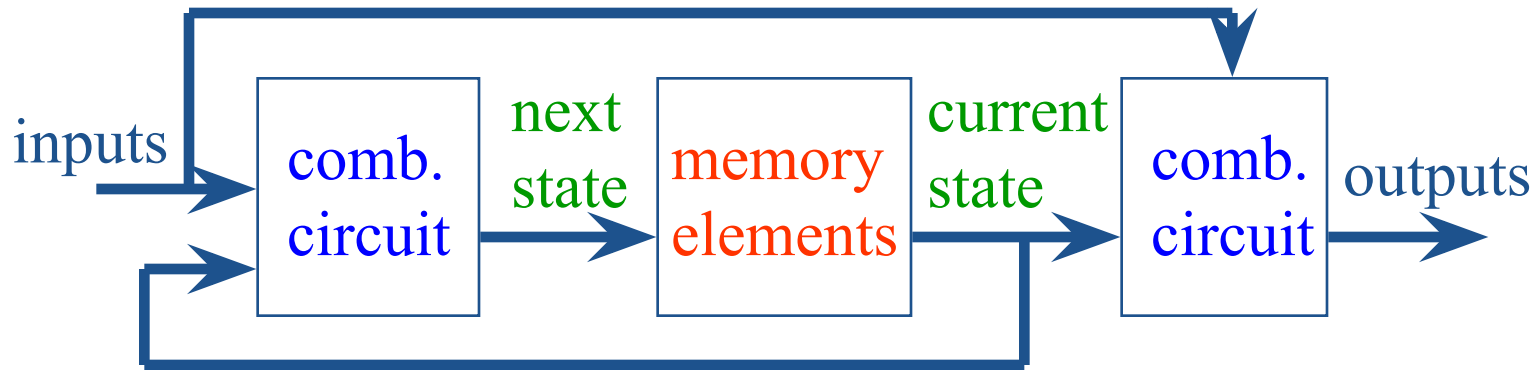 inputs
comb.
circuit
next
state
memory
elements
current
state
comb.
circuit
outputs